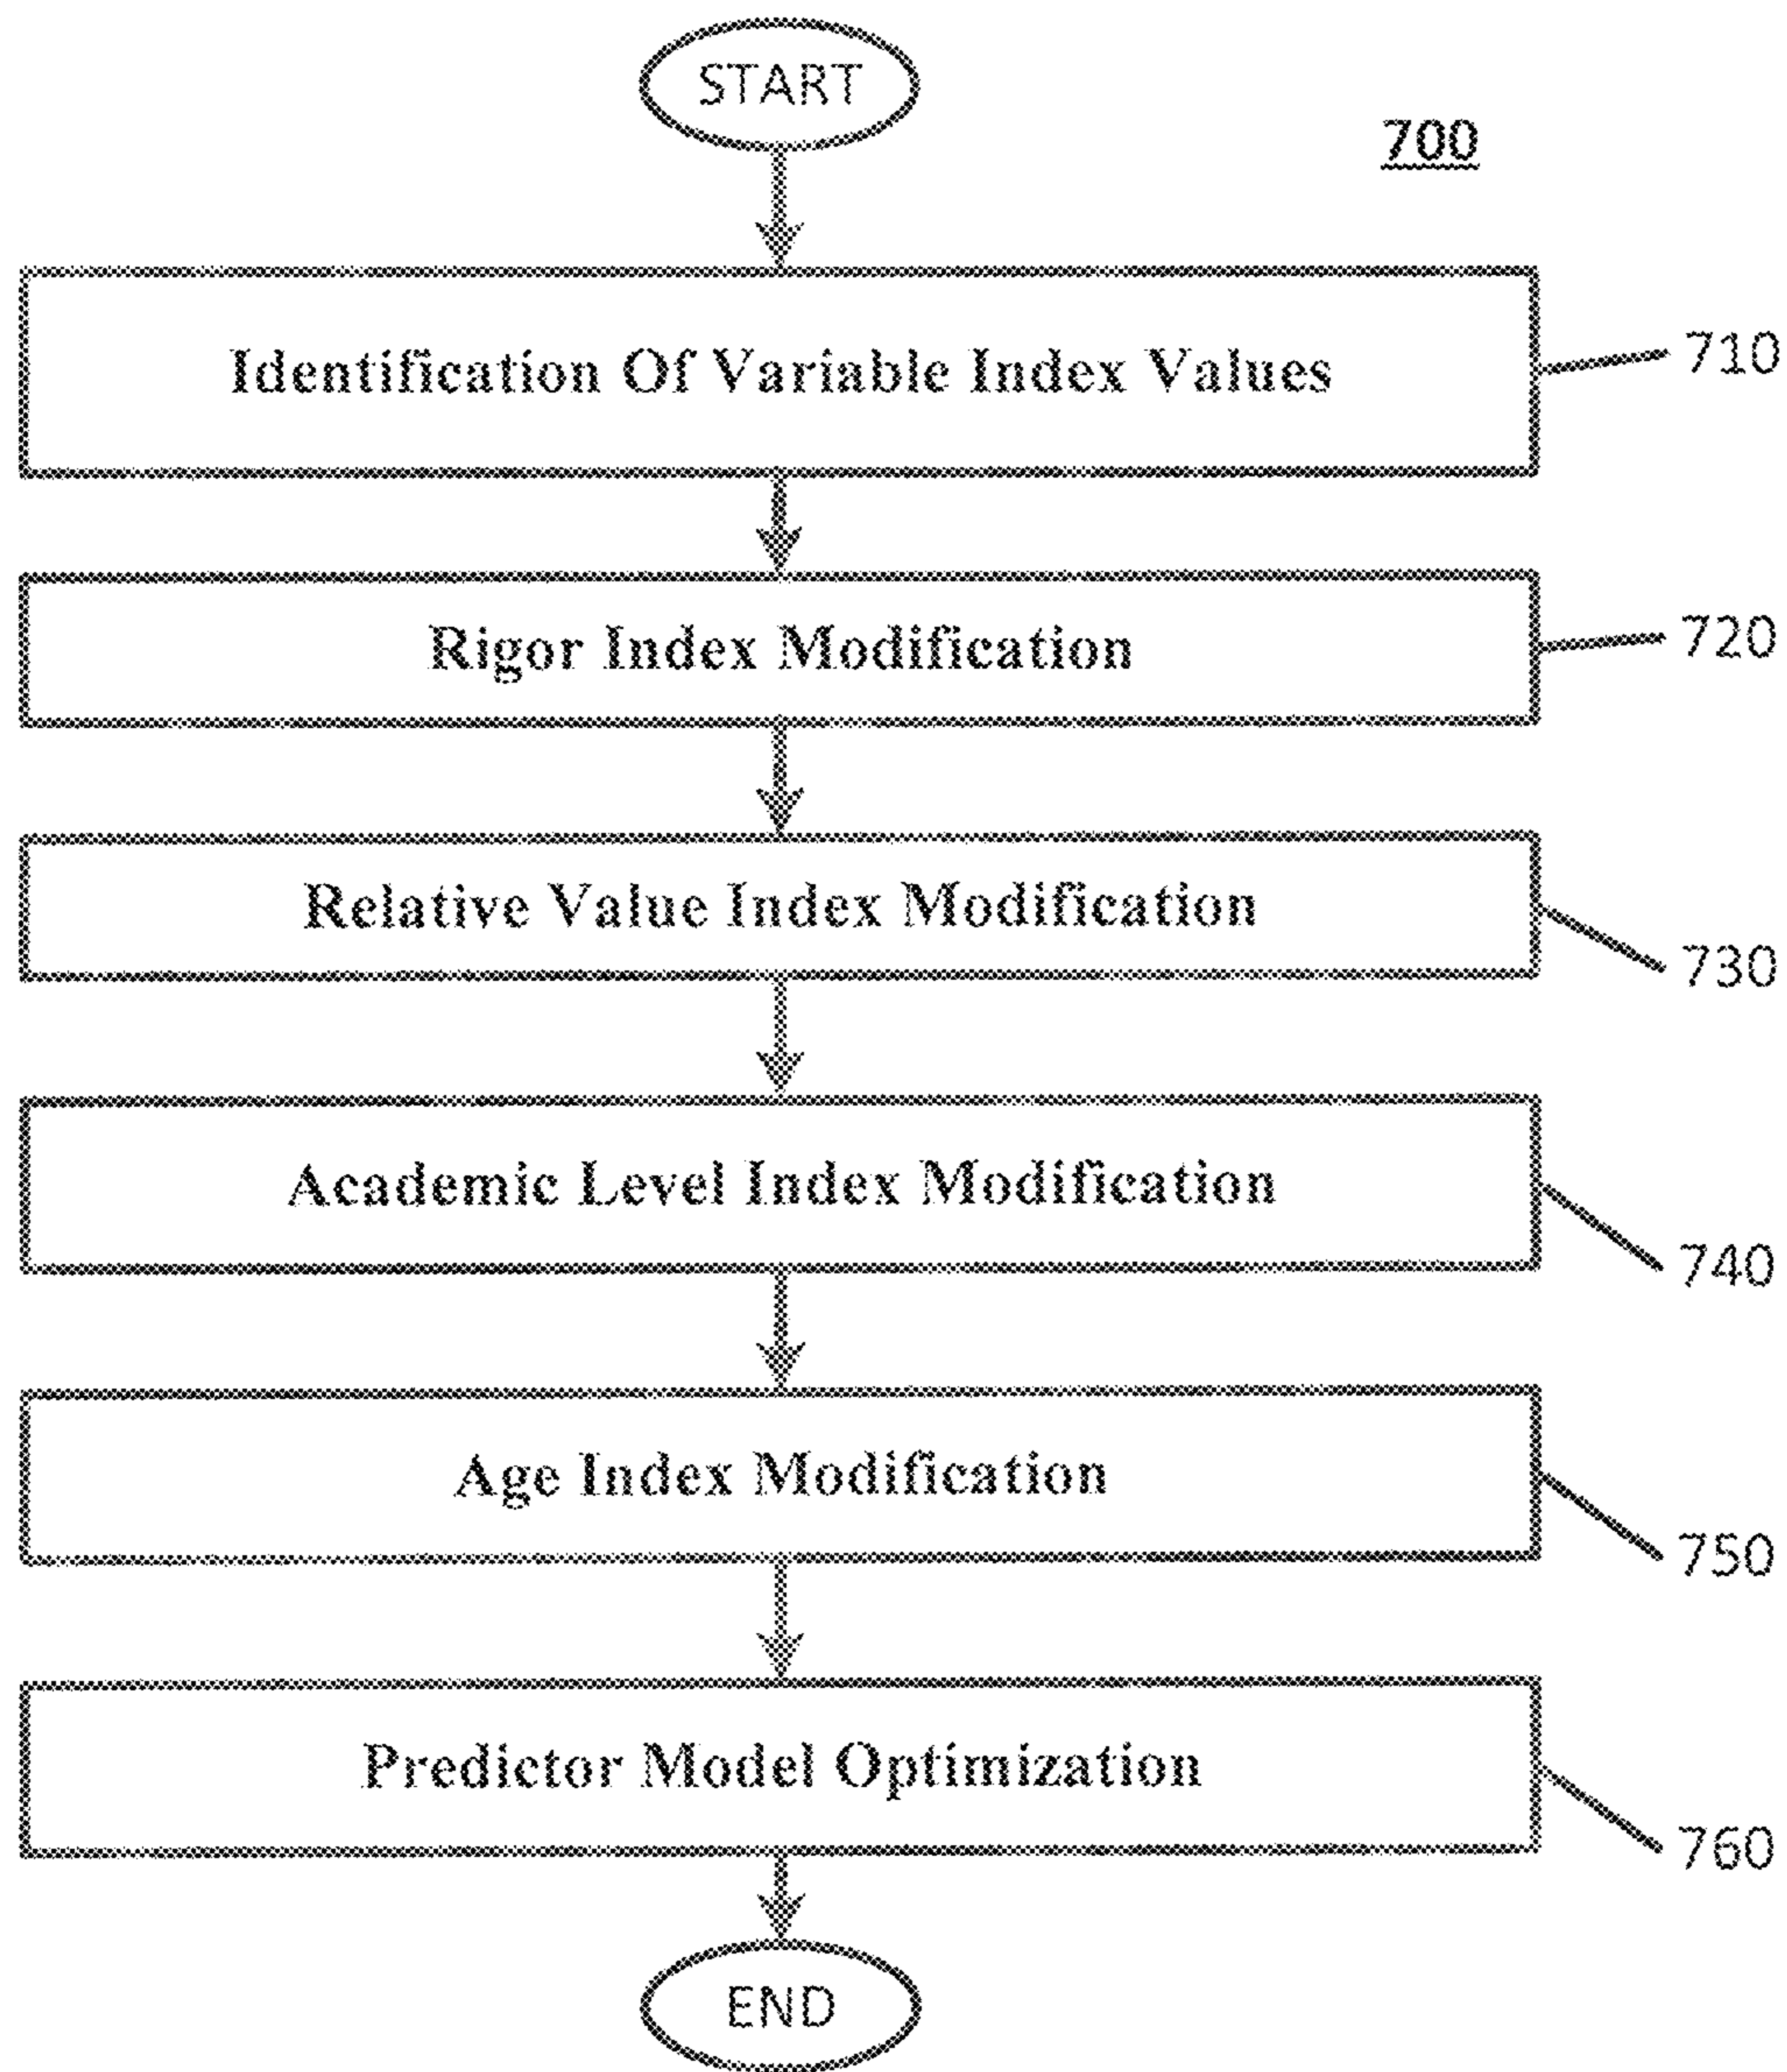 START
700
Identification Of Variable Index Values
710
Rigor Index Modification
720
Relative Value Index Modification
730
Academic Level Index Modification
740
Age Index Modification
750
Predictor Model Optimization
760
END